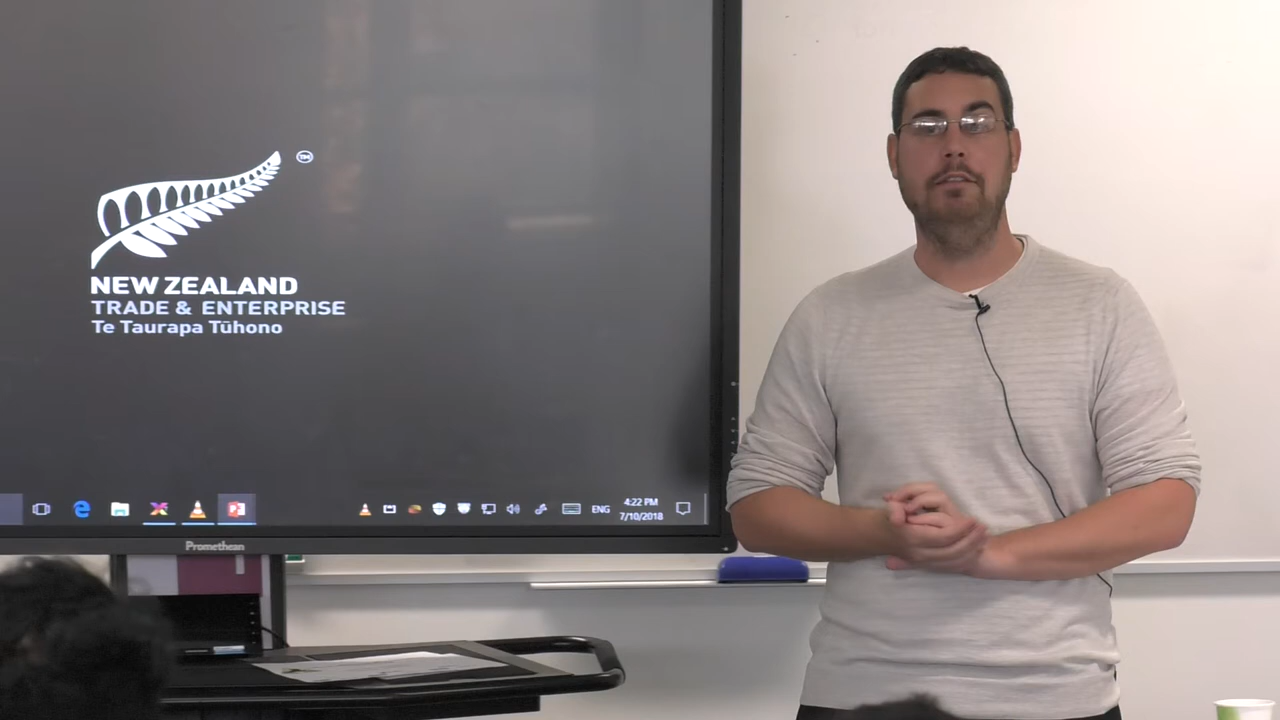 TM
NEW ZEALAND
TRADE & ENTERPRISE
Te Taurapa Tūhono
ENG
4:22 PM
7/10/2018
Promethean